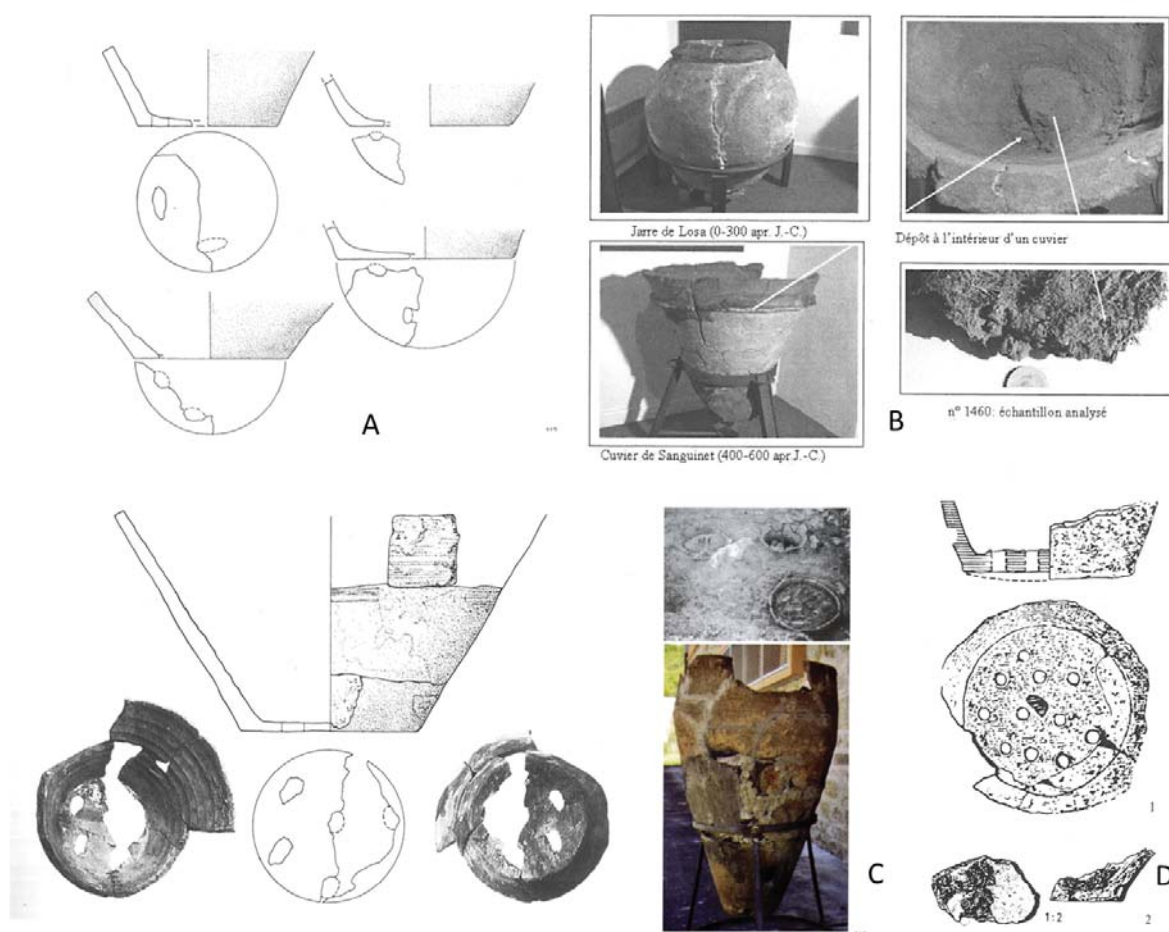 B
Jarre de Losa (0-300 apr. J.-C.)
Dépôt à l'intérieur d'un cuvier
A
Cuvier de Sanguinet (400-600 apr.J.-C.)
nº 1460: échantillon analysé
C
1
1:2
2
D